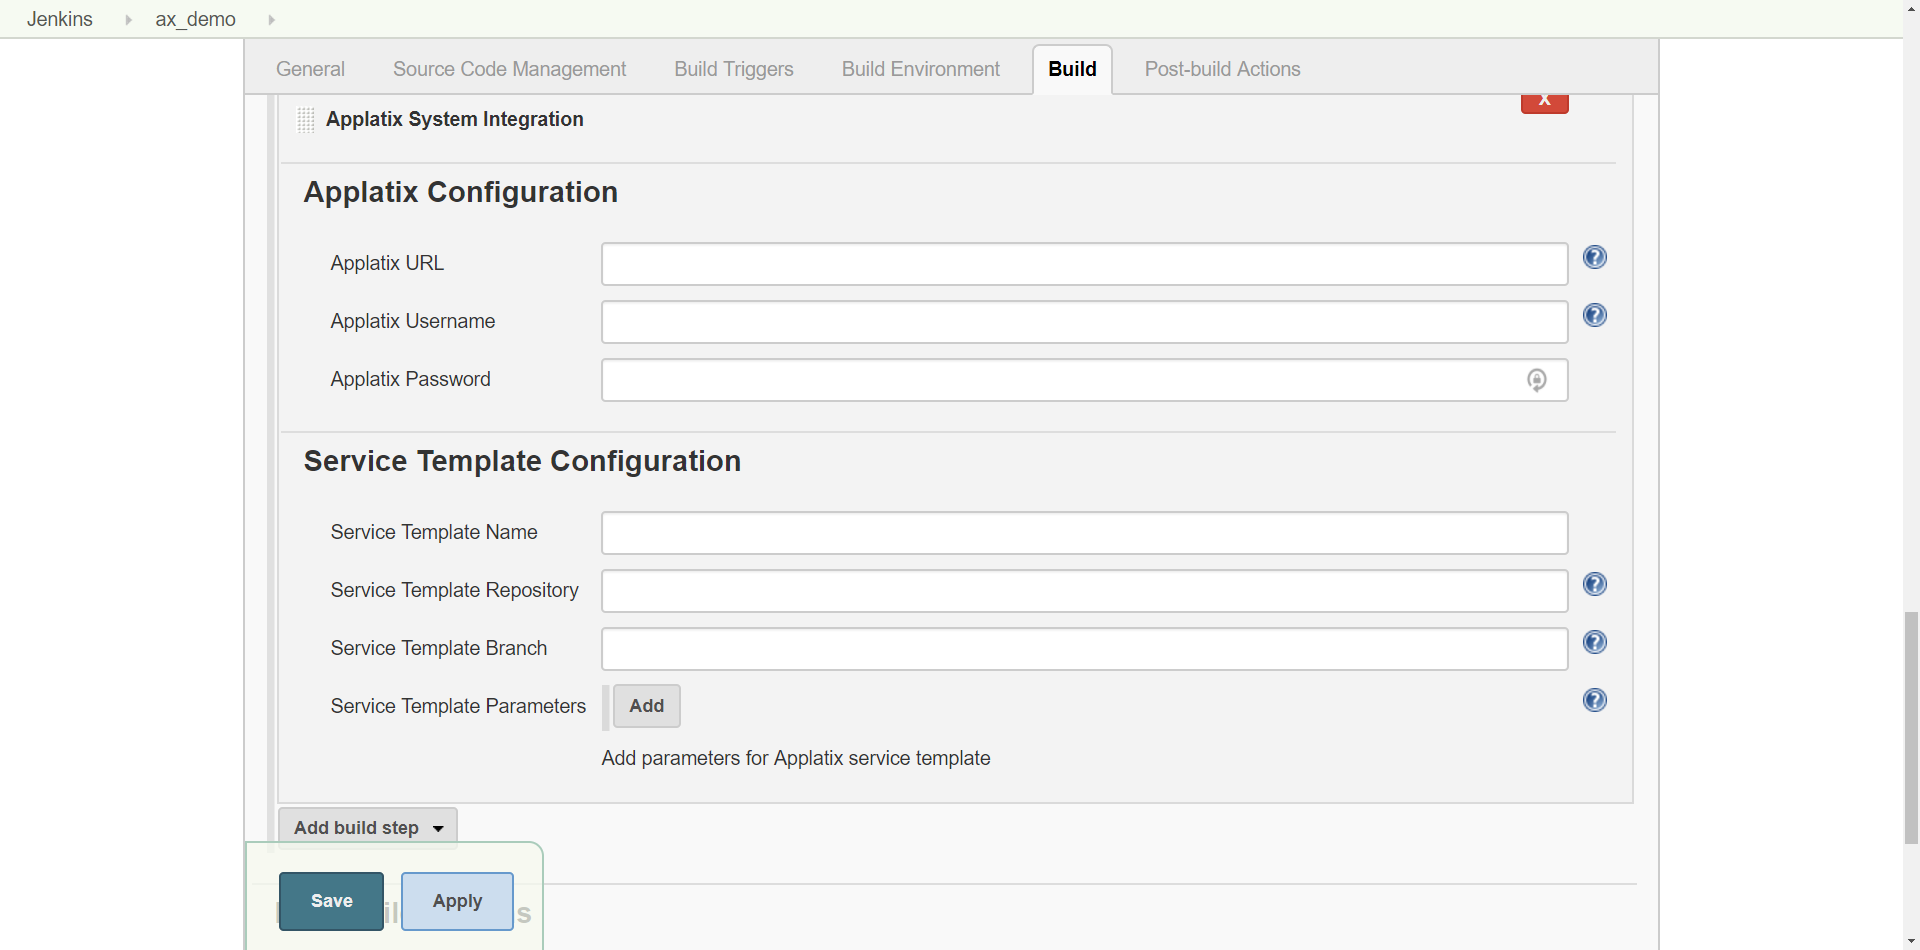 Jenkins ax_demo
General Source Code Management Build Triggers Build Environment Build Post-build Actions
X
Applatix System Integration
Applatix Configuration
Applatix URL
Applatix Username
Applatix Password
Service Template Configuration
Service Template Name
Service Template Repository
Service Template Branch
Service Template Parameters Add
Add parameters for Applatix service template
Add build step
Save Apply